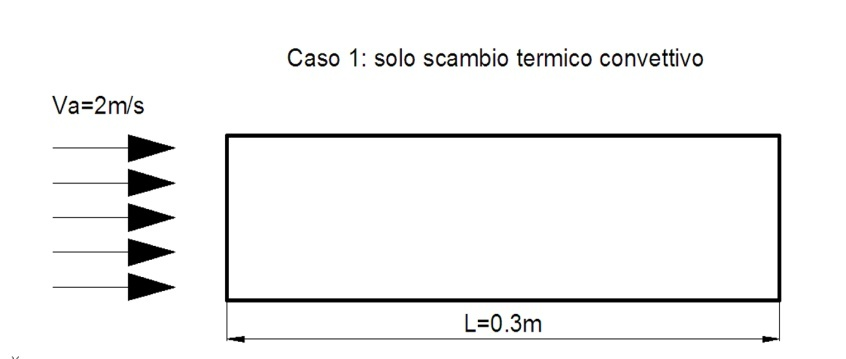 Caso 1: solo scambio termico convettivo
Va=2m/s
L=0.3m